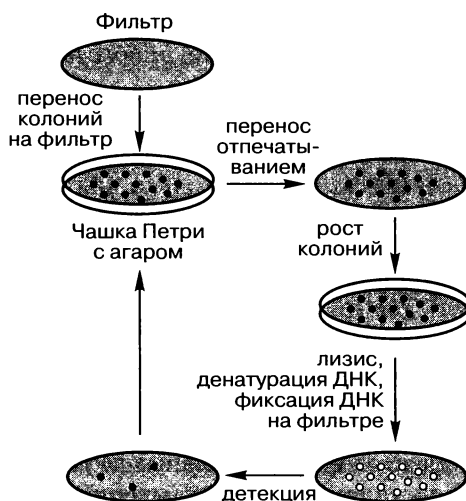 Фильтр
перенос
колоний
на фильтр
перенос
отпечаты-
ванием
Чашка Петри
с агаром
рост
колоний
лизис,
денатурация ДНК,
фиксация ДНК
на фильтре
детекция